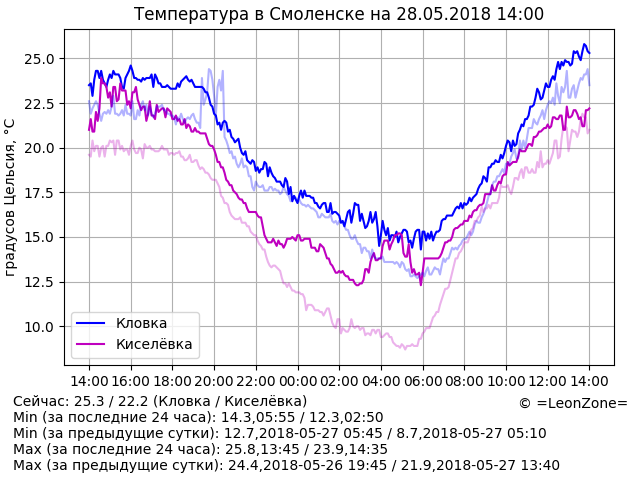 Температура в Смоленске на 28.05.2018 14:00
градусов Цельсия, °C
25.0
22.5
20.0
17.5
15.0
12.5
10.0
Кловка
Киселёвка
14:00 16:00 18:00 20:00 22:00 00:00 02:00 04:00 06:00 08:00 10:00 12:00 14:00
Сейчас: 25.3 / 22.2 (Кловка / Киселёвка)
© =LeonZone=
Min (за последние 24 часа): 14.3,05:55 / 12.3,02:50
Min (за предыдущие сутки): 12.7,2018-05-27 05:45 / 8.7,2018-05-27 05:10
Max (за последние 24 часа): 25.8,13:45 / 23.9,14:35
Max (за предыдущие сутки): 24.4,2018-05-26 19:45 / 21.9,2018-05-27 13:40